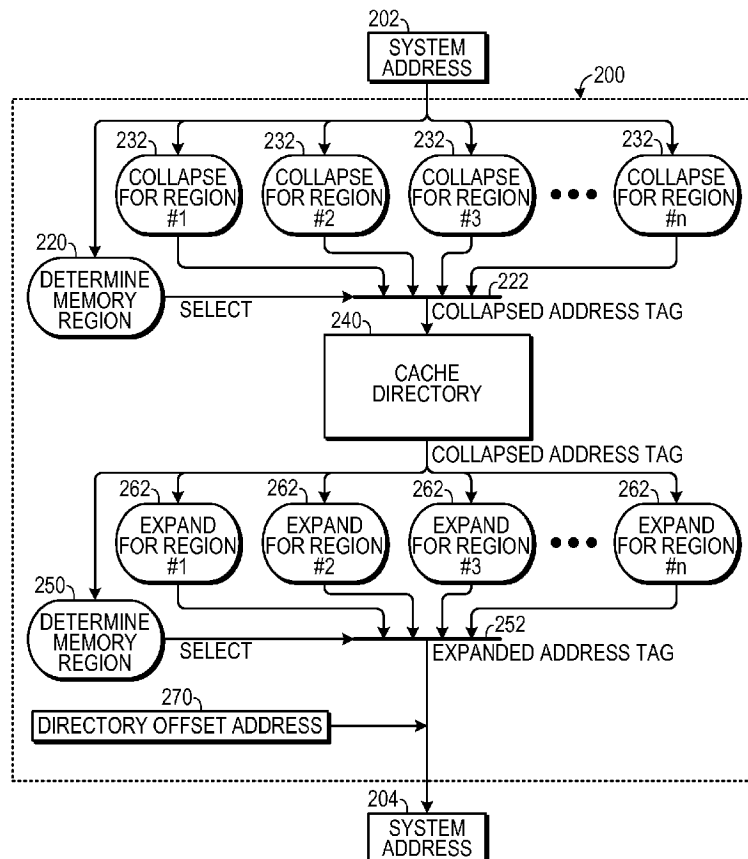 202
SYSTEM
ADDRESS
200
232
COLLAPSE
FOR REGION
#1
232
COLLAPSE
FOR REGION
#2
232
COLLAPSE
FOR REGION
#3
232
COLLAPSE
FOR REGION
#n
220
DETERMINE
MEMORY
REGION
SELECT
222
COLLAPSED ADDRESS TAG
240
CACHE
DIRECTORY
COLLAPSED ADDRESS TAG
262
EXPAND
FOR REGION
#1
262
EXPAND
FOR REGION
#2
262
EXPAND
FOR REGION
#3
262
EXPAND
FOR REGION
#n
250
DETERMINE
MEMORY
REGION
SELECT
252
EXPANDED ADDRESS TAG
270
DIRECTORY OFFSET ADDRESS
204
SYSTEM
ADDRESS